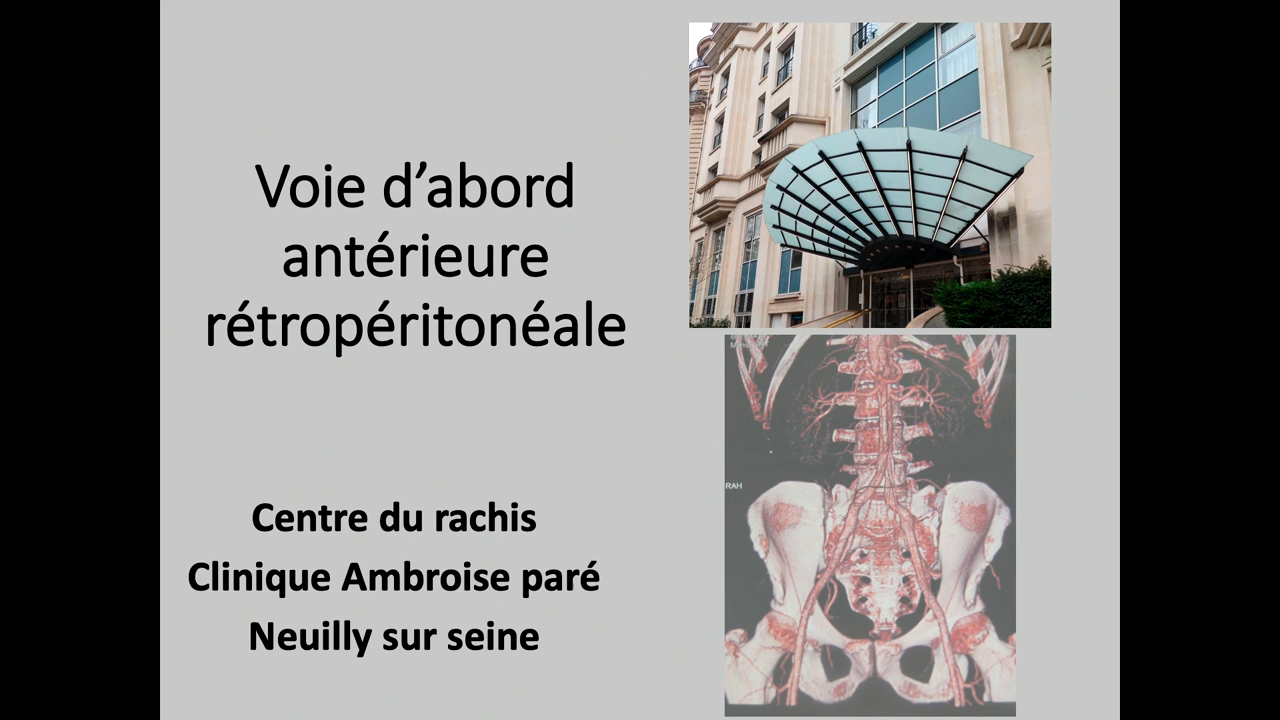 Voie d’abord
antérieure
rétropéritonéale
Centre du rachis
Clinique Ambroise paré
Neuilly sur seine
RAH